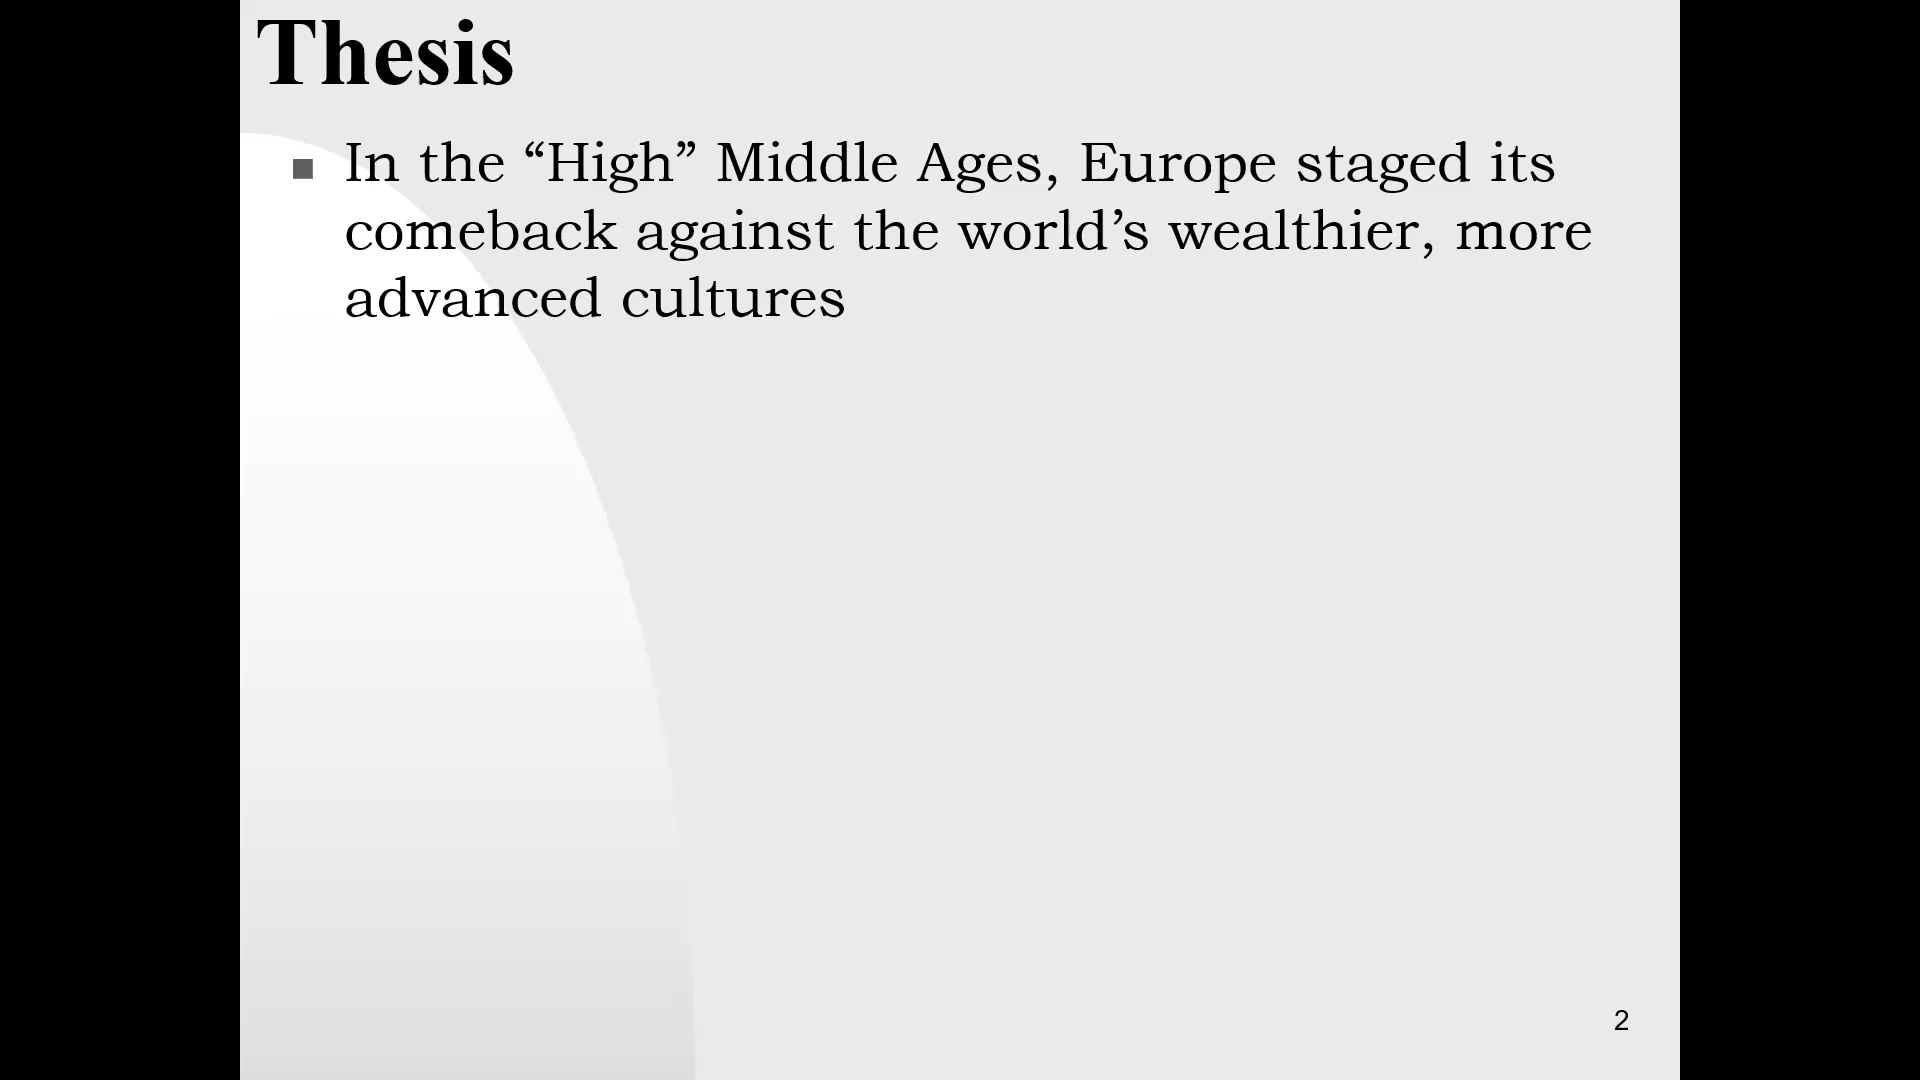 Thesis
In the “High” Middle Ages, Europe staged its
comeback against the world’s wealthier, more
advanced cultures
2